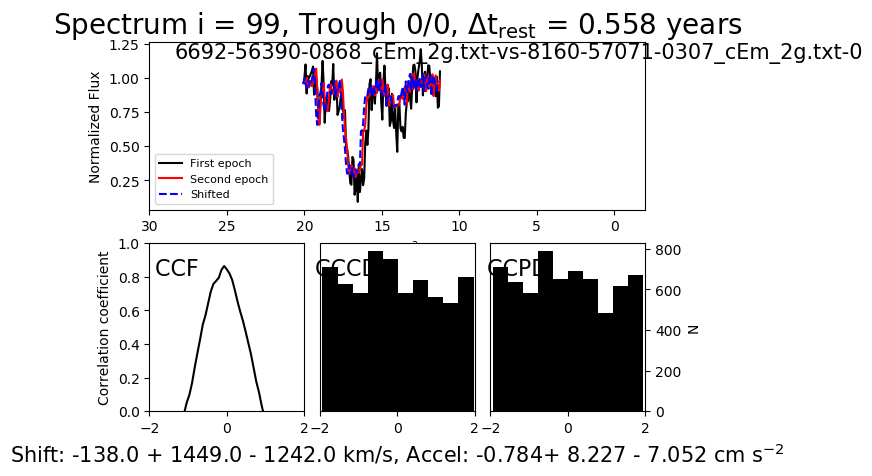 Spectrum i = 99, Trough 0/0, Δt_rest = 0.558 years
6692-56390-0868_cEm_2g.txt-vs-8160-57071-0307_cEm_2g.txt-0
Normalized Flux
1.25
1.00
0.75
0.50
0.25
First epoch
Second epoch
Shifted
30 25 20 15 10 5 0
Correlation coefficient
1.0
0.8
0.6
0.4
0.2
0.0
CCF
CCCD
CCPD
800
600
400
200
0
N
−2 0 2
−2 0 2
−2 0 2
Shift: -138.0 + 1449.0 - 1242.0 km/s, Accel: -0.784+ 8.227 - 7.052 cm s⁻²